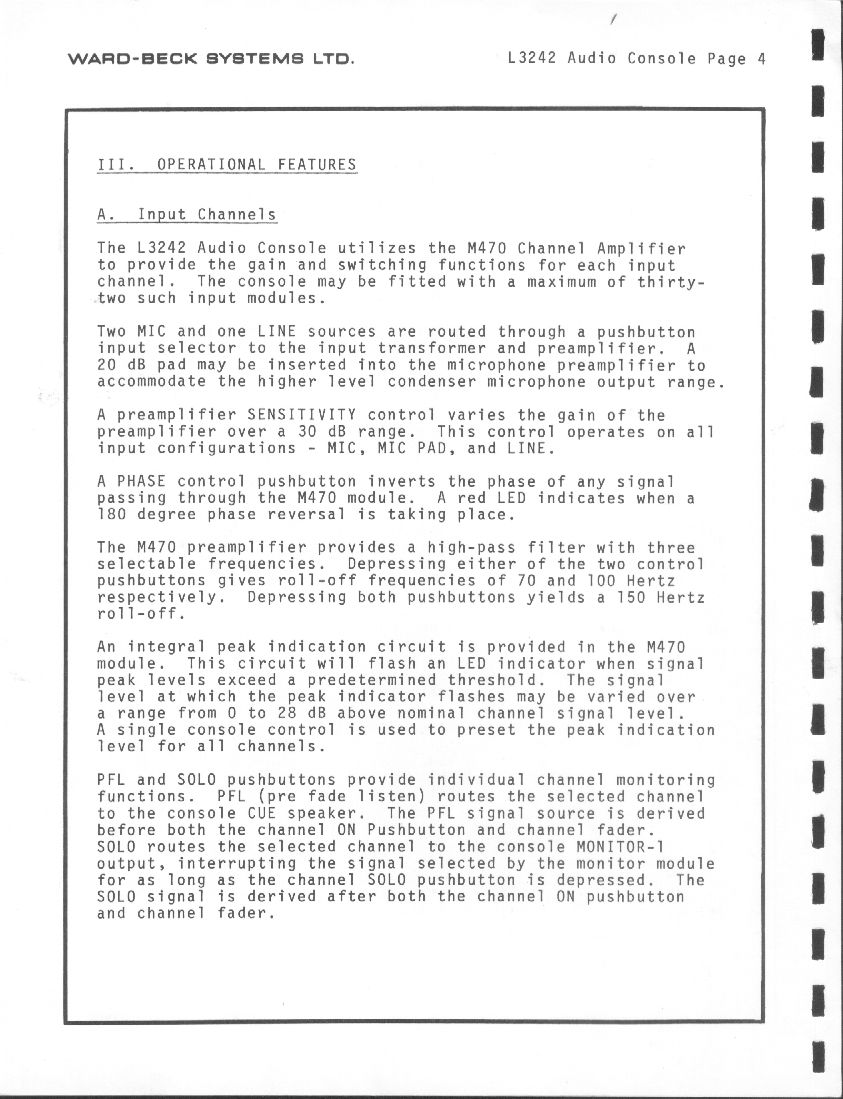 WARD-BECK SYSTEMS LTD.
L3242 Audio Console Page 4
III. OPERATIONAL FEATURES
A. Input Channels
The L3242 Audio Console utilizes the M470 Channel Amplifier
to provide the gain and switching functions for each input
channel. The console may be fitted with a maximum of thirty-
two such input modules.
Two MIC and one LINE sources are routed through a pushbutton
input selector to the input transformer and preamplifier. A
20 dB pad may be inserted into the microphone preamplifier to
accommodate the higher level condenser microphone output range.
A preamplifier SENSITIVITY control varies the gain of the
preamplifier over a 30 dB range. This control operates on all
input configurations - MIC, MIC PAD, and LINE.
A PHASE control pushbutton inverts the phase of any signal
passing through the M470 module. A red LED indicates when a
180 degree phase reversal is taking place.
The M470 preamplifier provides a high-pass filter with three
selectable frequencies. Depressing either of the two control
pushbuttons gives roll-off frequencies of 70 and 100 Hertz
respectively. Depressing both pushbuttons yields a 150 Hertz
roll-off.
An integral peak indication circuit is provided in the M470
module. This circuit will flash an LED indicator when signal
peak levels exceed a predetermined threshold. The signal
level at which the peak indicator flashes may be varied over
a range from 0 to 28 dB above nominal channel signal level.
A single console control is used to preset the peak indication
level for all channels.
PFL and SOLO pushbuttons provide individual channel monitoring
functions. PFL (pre fade listen) routes the selected channel
to the console CUE speaker. The PFL signal source is derived
before both the channel ON Pushbutton and channel fader.
SOLO routes the selected channel to the console MONITOR-1
output, interrupting the signal selected by the monitor module
for as long as the channel SOLO pushbutton is depressed. The
SOLO signal is derived after both the channel ON pushbutton
and channel fader.